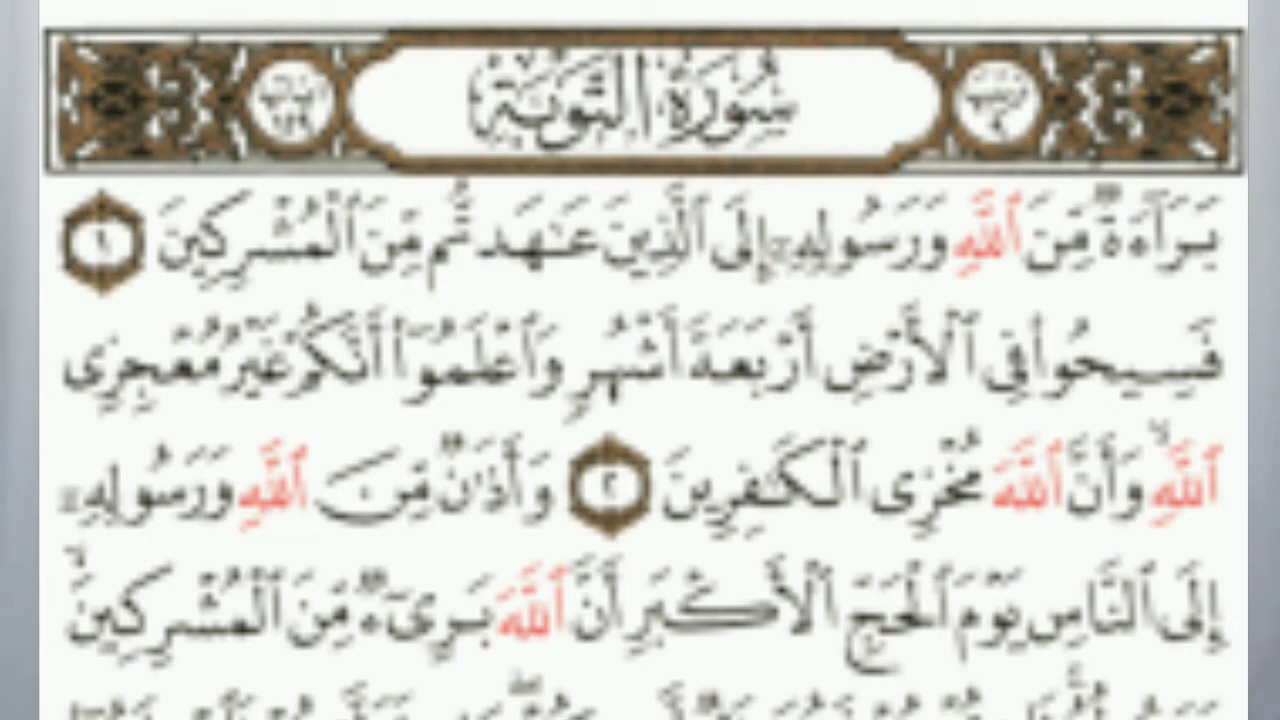 سُورَةُ التَّوْبَةِ
بَرَآءَةٌ مِّنَ ٱللَّهِ وَرَسُولِهِۦٓ إِلَى ٱلَّذِينَ عَـٰهَدتُّم مِّنَ ٱلْمُشْرِكِينَ ١
فَسِيحُوا۟ فِى ٱلْأَرْضِ أَرْبَعَةَ أَشْهُرٍ وَٱعْلَمُوٓا۟ أَنَّكُمْ غَيْرُ مُعْجِزِى
ٱللَّهِ ۙ وَأَنَّ ٱللَّهَ مُخْزِى ٱلْكَـٰفِرِينَ ٢ وَأَذَٰنٌ مِّنَ ٱللَّهِ وَرَسُولِهِۦٓ
إِلَى ٱلنَّاسِ يَوْمَ ٱلْحَجِّ ٱلْأَكْبَرِ أَنَّ ٱللَّهَ بَرِىٓءٌ مِّنَ ٱلْمُشْرِكِينَ ۙ